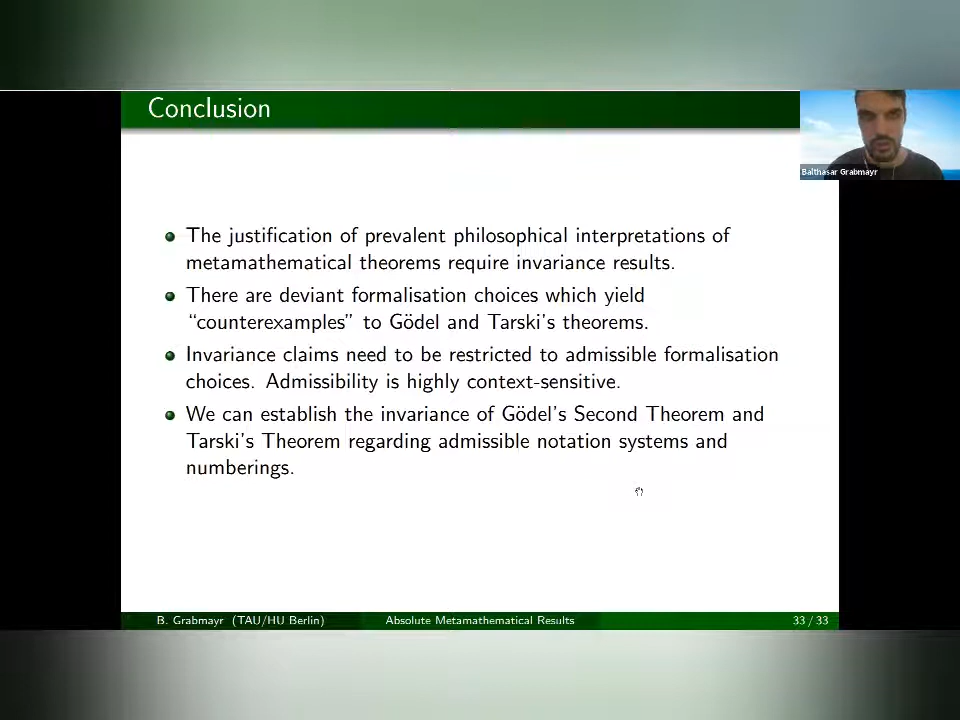 Conclusion
Balthasar Grabmayr
The justification of prevalent philosophical interpretations of
metamathematical theorems require invariance results.
There are deviant formalisation choices which yield
“counterexamples” to Gödel and Tarski's theorems.
Invariance claims need to be restricted to admissible formalisation
choices. Admissibility is highly context-sensitive.
We can establish the invariance of Gödel's Second Theorem and
Tarski's Theorem regarding admissible notation systems and
numberings.
B. Grabmayr (TAU/HU Berlin)
Absolute Metamathematical Results
33 / 33